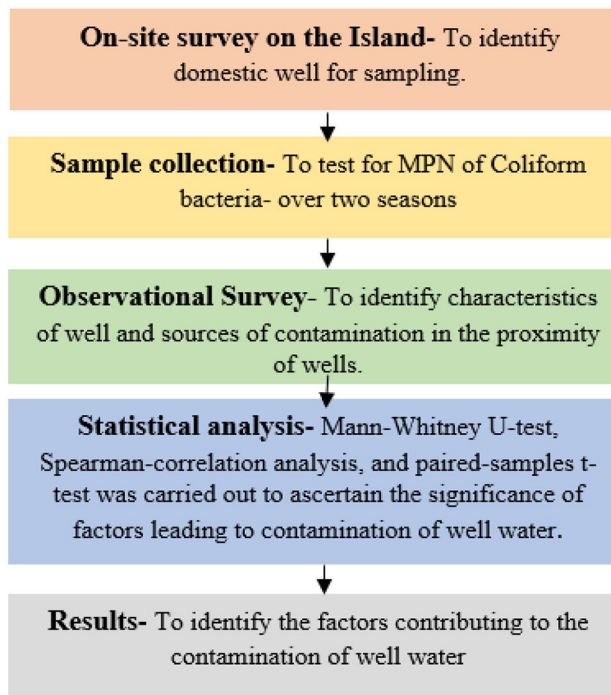 On-site survey on the Island- To identify
domestic well for sampling.
Sample collection- To test for MPN of Coliform
bacteria- over two seasons
Observational Survey- To identify characteristics
of well and sources of contamination in the proximity
of wells.
Statistical analysis- Mann-Whitney U-test,
Spearman-correlation analysis, and paired-samples t-
test was carried out to ascertain the significance of
factors leading to contamination of well water.
Results- To identify the factors contributing to the
contamination of well water